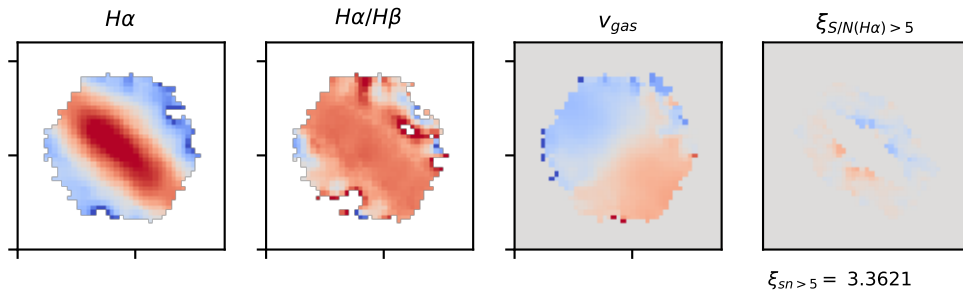 Hα
Hα/Hβ
v_gas
ξ_S/N(Hα)>5
ξ_sn>5 = 3.3621